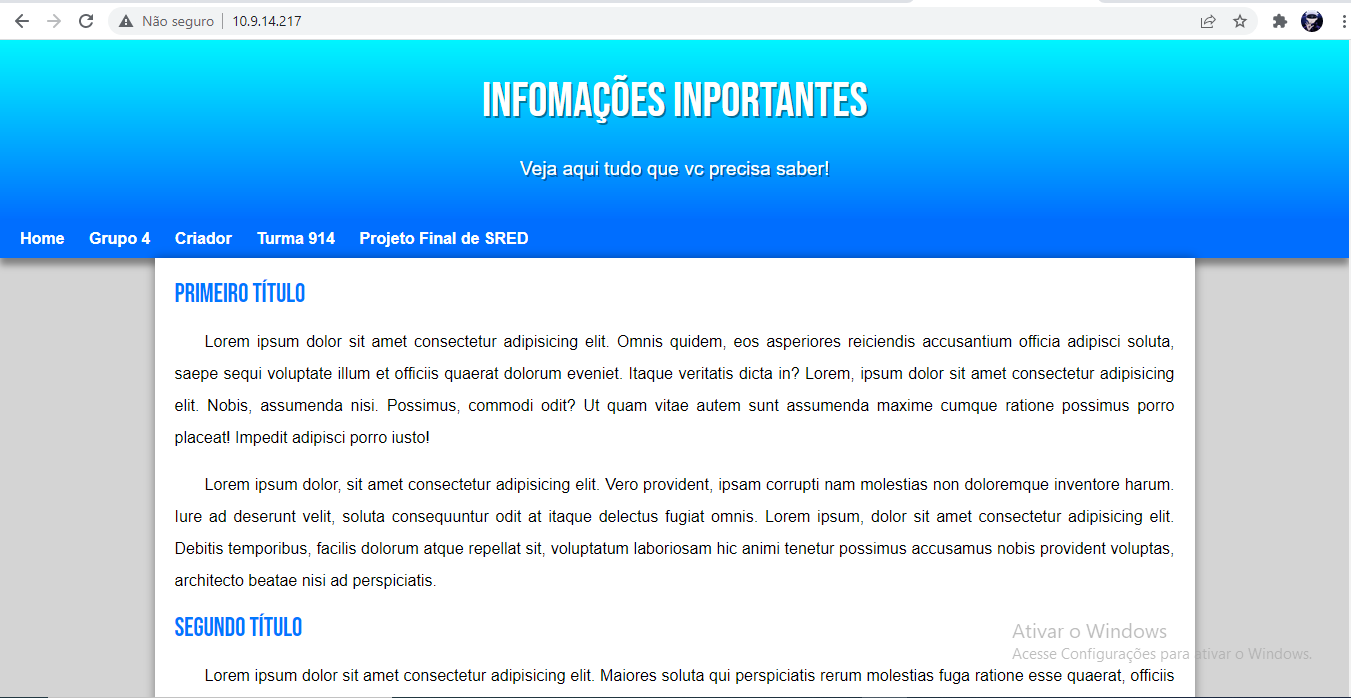 Não seguro
10.9.14.217
INFOMAÇÕES INPORTANTES
Veja aqui tudo que vc precisa saber!
Home Grupo 4 Criador Turma 914 Projeto Final de SRED
PRIMEIRO TÍTULO
Lorem ipsum dolor sit amet consectetur adipisicing elit. Omnis quidem, eos asperiores reiciendis accusantium officia adipisci soluta,
saepe sequi voluptate illum et officiis quaerat dolorum eveniet. Itaque veritatis dicta in? Lorem, ipsum dolor sit amet consectetur adipisicing
elit. Nobis, assumenda nisi. Possimus, commodi odit? Ut quam vitae autem sunt assumenda maxime cumque ratione possimus porro
placeat! Impedit adipisci porro iusto!
Lorem ipsum dolor, sit amet consectetur adipisicing elit. Vero provident, ipsam corrupti nam molestias non doloremque inventore harum.
Iure ad deserunt velit, soluta consequuntur odit at itaque delectus fugiat omnis. Lorem ipsum, dolor sit amet consectetur adipisicing elit.
Debitis temporibus, facilis dolorum atque repellat sit, voluptatum laboriosam hic animi tenetur possimus accusamus nobis provident voluptas,
architecto beatae nisi ad perspiciatis.
SEGUNDO TÍTULO
Lorem ipsum dolor sit amet consectetur adipisicing elit. Maiores soluta qui perspiciatis rerum molestias fuga ratione esse quaerat, officiis
Ativar o Windows
Acesse Configurações para ativar o Windows.